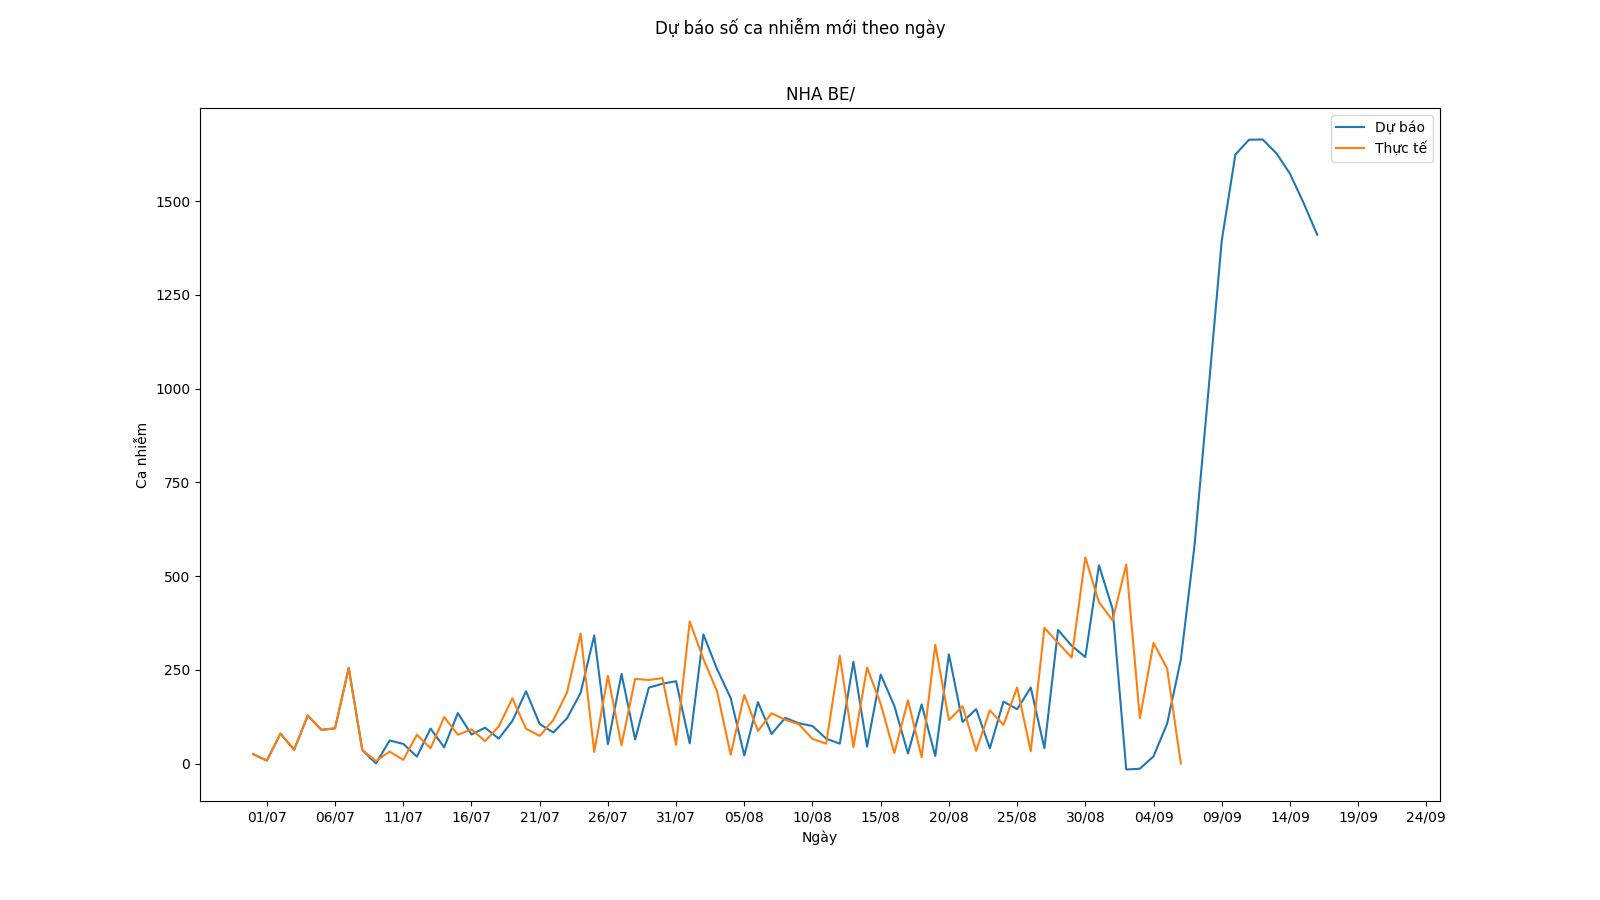 Dự báo số ca nhiễm mới theo ngày
NHA BE/
Dự báo
Thực tế
1500
1250
1000
750
500
250
0
Ca nhiễm
01/07 06/07 11/07 16/07 21/07 26/07 31/07 05/08 10/08 15/08 20/08 25/08 30/08 04/09 09/09 14/09 19/09 24/09
Ngày